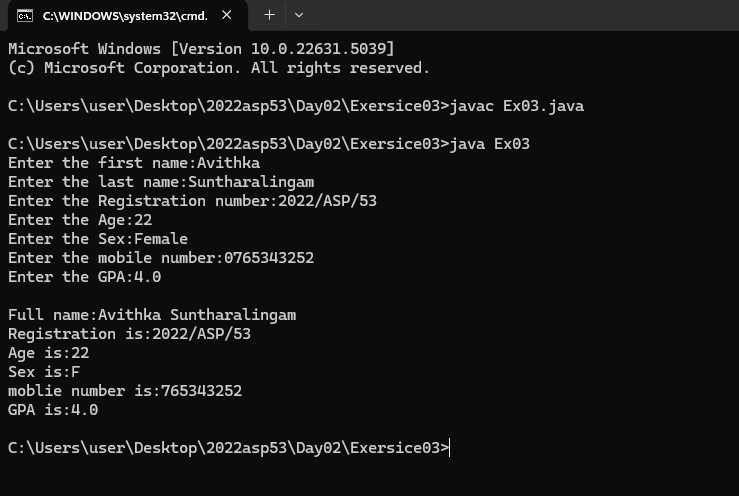 C:\WINDOWS\system32\cmd.
Microsoft Windows [Version 10.0.22631.5039]
(c) Microsoft Corporation. All rights reserved.
C:\Users\user\Desktop\2022asp53\Day02\Exersice03>javac Ex03.java
C:\Users\user\Desktop\2022asp53\Day02\Exersice03>java Ex03
Enter the first name:Avithka
Enter the last name:Suntharalingam
Enter the Registration number:2022/ASP/53
Enter the Age:22
Enter the Sex:Female
Enter the mobile number:0765343252
Enter the GPA:4.0
Full name:Avithka Suntharalingam
Registration is:2022/ASP/53
Age is:22
Sex is:F
moblie number is:765343252
GPA is:4.0
C:\Users\user\Desktop\2022asp53\Day02\Exersice03>